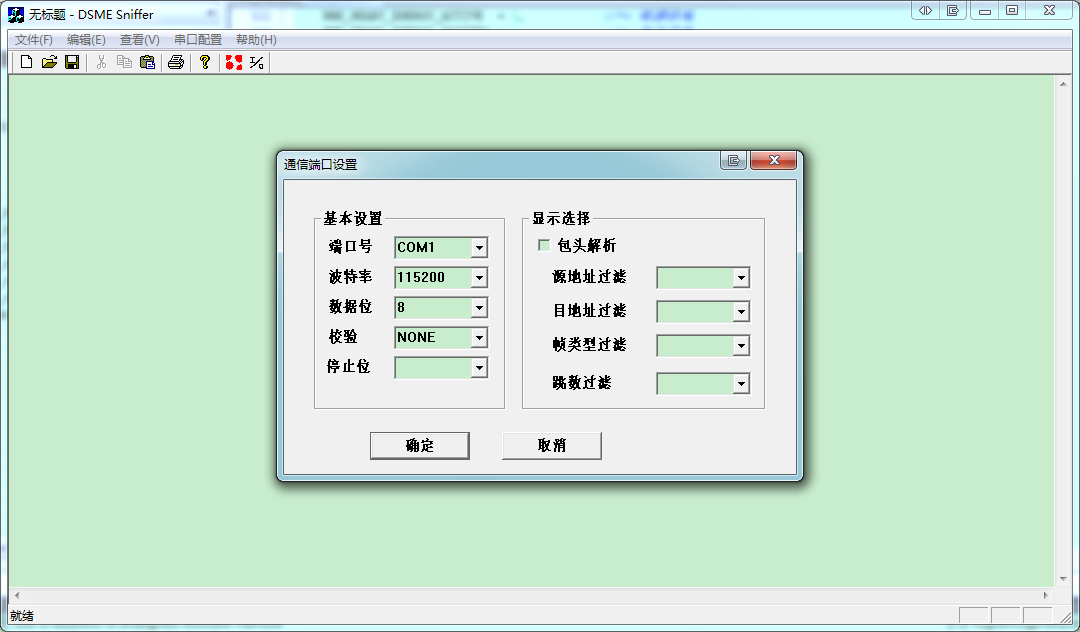 无标题 - DSME Sniffer
文件(F) 编辑(E) 查看(V) 串口配置 帮助(H)
通信端口设置
基本设置
端口号 COM1
波特率 115200
数据位 8
校验 NONE
停止位
显示选择
包头解析
源地址过滤
目地址过滤
帧类型过滤
跳数过滤
确定 取消
就绪